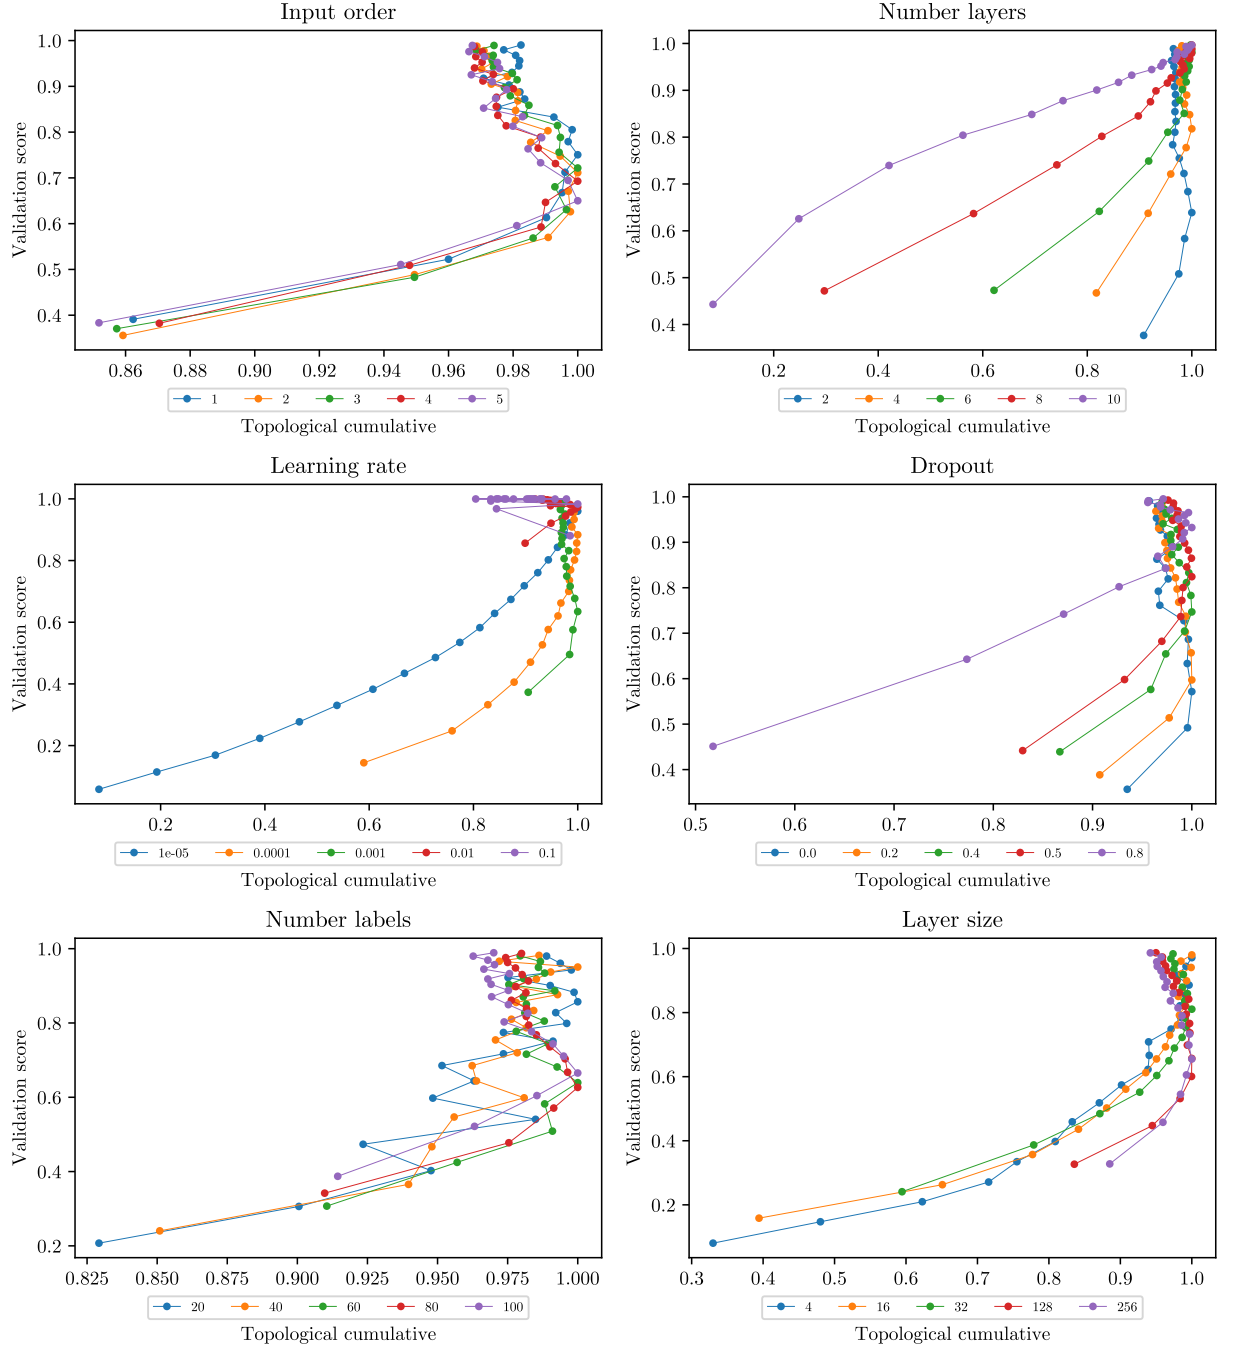 Input order
Validation score
1.0
0.9
0.8
0.7
0.6
0.5
0.4
0.86 0.88 0.90 0.92 0.94 0.96 0.98 1.00
1 2 3 4 5
Topological cumulative
Number layers
Validation score
1.0
0.9
0.8
0.7
0.6
0.5
0.4
0.2 0.4 0.6 0.8 1.0
2 4 6 8 10
Topological cumulative
Learning rate
Validation score
1.0
0.8
0.6
0.4
0.2
0.2 0.4 0.6 0.8 1.0
1e-05 0.0001 0.001 0.01 0.1
Topological cumulative
Dropout
Validation score
1.0
0.9
0.8
0.7
0.6
0.5
0.4
0.5 0.6 0.7 0.8 0.9 1.0
0.0 0.2 0.4 0.5 0.8
Topological cumulative
Number labels
Validation score
1.0
0.8
0.6
0.4
0.2
0.825 0.850 0.875 0.900 0.925 0.950 0.975 1.000
20 40 60 80 100
Topological cumulative
Layer size
Validation score
1.0
0.8
0.6
0.4
0.2
0.3 0.4 0.5 0.6 0.7 0.8 0.9 1.0
4 16 32 128 256
Topological cumulative